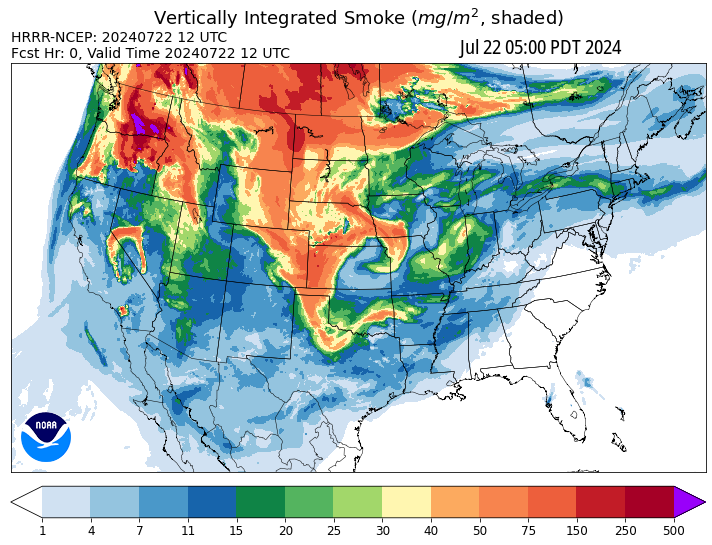 Vertically Integrated Smoke (mg/m², shaded)
HRRR-NCEP: 20240722 12 UTC
Fcst Hr: 0, Valid Time 20240722 12 UTC
Jul 22 05:00 PDT 2024
NOAA
1 4 7 11 15 20 25 30 40 50 75 150 250 500